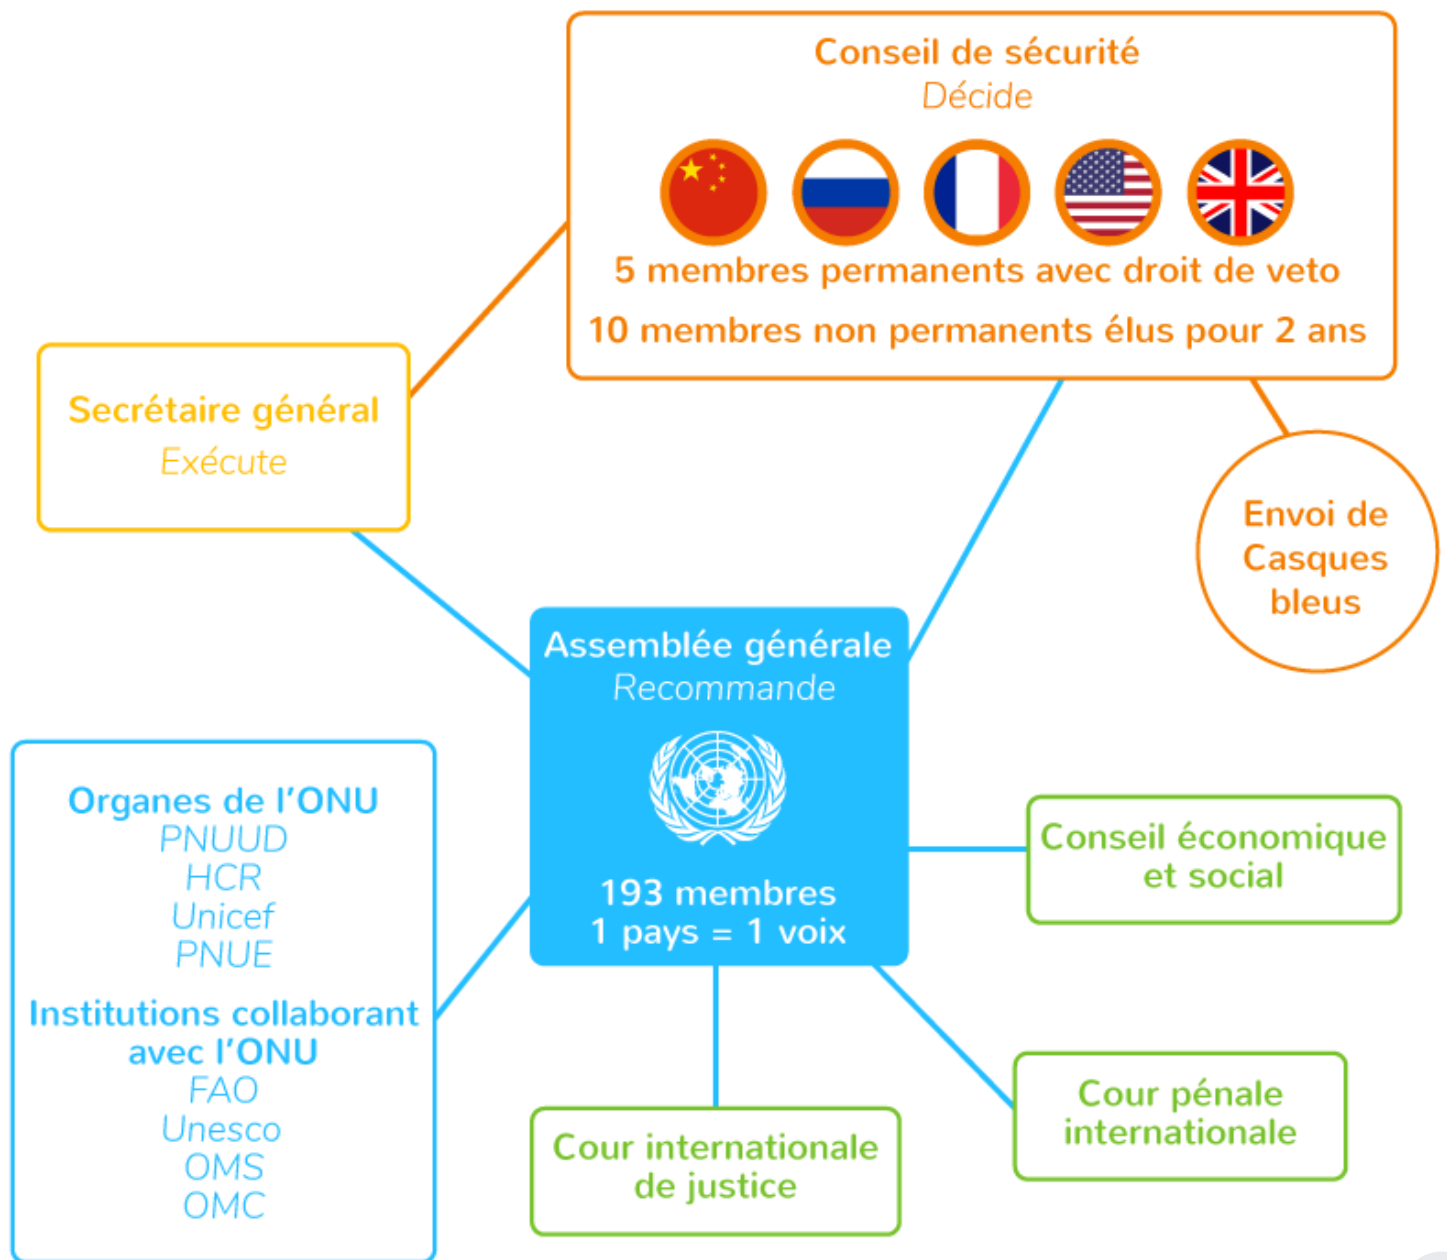 Conseil de sécurité
Décide
5 membres permanents avec droit de veto
10 membres non permanents élus pour 2 ans
Secrétaire général
Exécute
Envoi de
Casques
bleus
Assemblée générale
Recommande
193 membres
1 pays = 1 voix
Organes de l'ONU
PNUUD
HCR
Unicef
PNUE
Institutions collaborant
avec l'ONU
FAO
Unesco
OMS
OMC
Conseil économique
et social
Cour pénale
internationale
Cour internationale
de justice